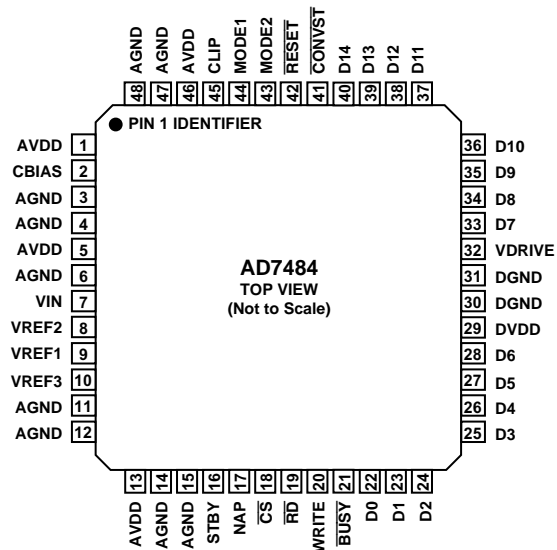 AGND
AGND
AVDD
CLIP
MODE1
MODE2
RESET
CONVST
D14
D13
D12
D11
48
47
46
45
44
43
42
41
40
39
38
37
PIN 1 IDENTIFIER
AVDD 1
CBIAS 2
AGND 3
AGND 4
AVDD 5
AGND 6
VIN 7
VREF2 8
VREF1 9
VREF3 10
AGND 11
AGND 12
AD7484
TOP VIEW
(Not to Scale)
36 D10
35 D9
34 D8
33 D7
32 VDRIVE
31 DGND
30 DGND
29 DVDD
28 D6
27 D5
26 D4
25 D3
13
14
15
16
17
18
19
20
21
22
23
24
AVDD
AGND
AGND
STBY
NAP
CS
RD
WRITE
BUSY
D0
D1
D2